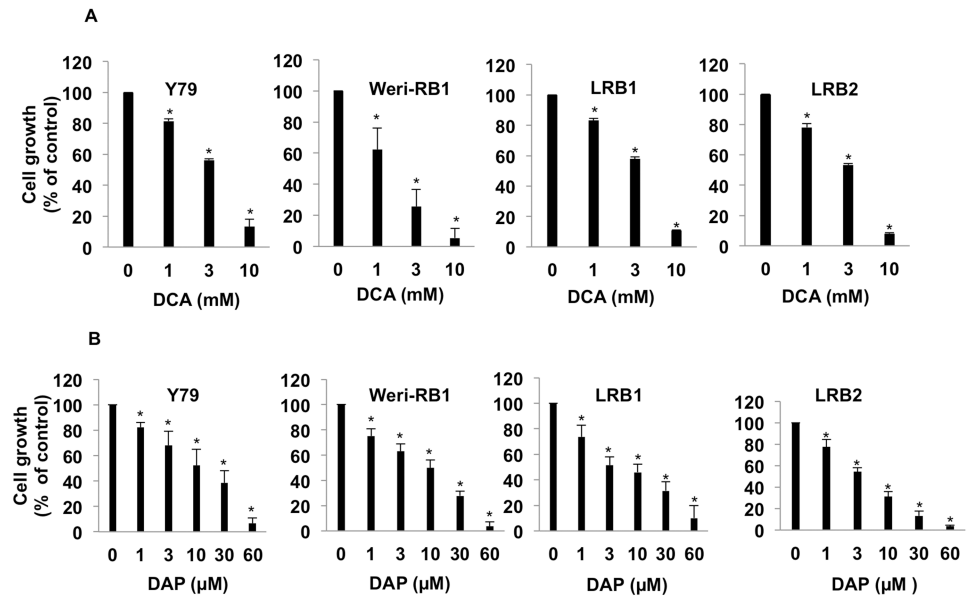 A
Y79
Weri-RB1
LRB1
LRB2
Cell growth
(% of control)
120
100
80
60
40
20
0
0 1 3 10
DCA (mM)
120
100
80
60
40
20
0
0 1 3 10
DCA (mM)
120
100
80
60
40
20
0
0 1 3 10
DCA (mM)
120
100
80
60
40
20
0
0 1 3 10
DCA (mM)
* * *
* * *
* * *
* * *
B
Y79
Weri-RB1
LRB1
LRB2
Cell growth
(% of control)
120
100
80
60
40
20
0
0 1 3 10 30 60
DAP (µM)
120
100
80
60
40
20
0
0 1 3 10 30 60
DAP (µM)
120
100
80
60
40
20
0
0 1 3 10 30 60
DAP (µM)
120
100
80
60
40
20
0
0 1 3 10 30 60
DAP (µM )
* * * * *
* * * * *
* * * * *
* * * * *